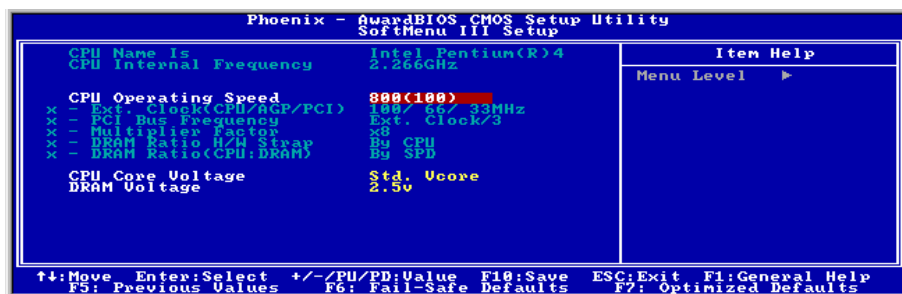 Phoenix - AwardBIOS CMOS Setup Utility
SoftMenu III Setup
CPU Name Is Intel Pentium(R)4
CPU Internal Frequency 2.266GHz
CPU Operating Speed 800(100)
x - Ext. Clock(CPU/AGP/PCI) 100/ 66/ 33MHz
x - PCI Bus Frequency Ext. Clock/3
x - Multiplier Factor x8
x - DRAM Ratio H/W Strap By CPU
x - DRAM Ratio(CPU:DRAM) By SPD
CPU Core Voltage Std. Vcore
DRAM Voltage 2.5v
Item Help
Menu Level ►
↑↓:Move Enter:Select +/-/PU/PD:Value F10:Save ESC:Exit F1:General Help
F5: Previous Values F6: Fail-Safe Defaults F7: Optimized Defaults